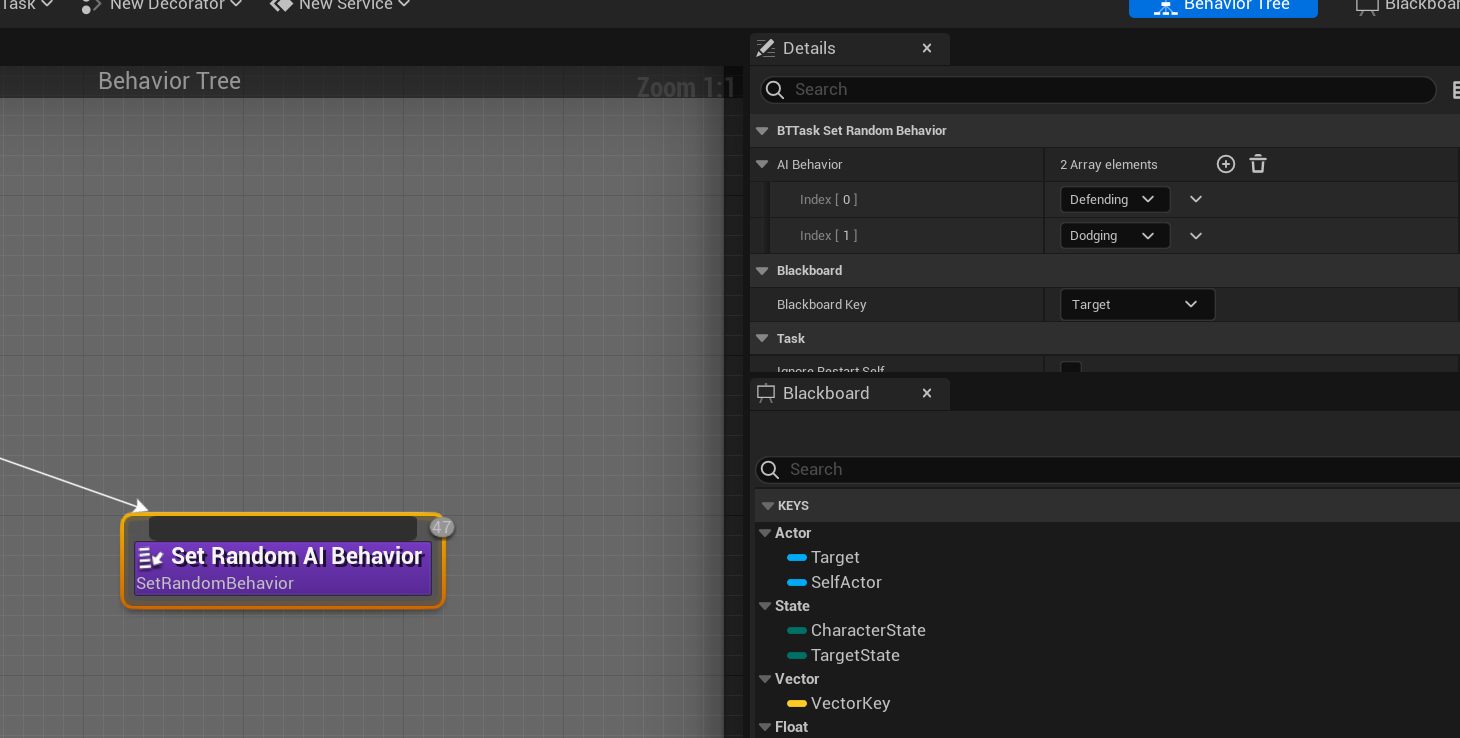 Task
New Decorator
New Service
Behavior Tree
Behavior Tree
Zoom 1:1
Details
Search
BTTask Set Random Behavior
AI Behavior
2 Array elements
Index [ 0 ]
Defending
Index [ 1 ]
Dodging
Blackboard
Blackboard Key
Target
Task
Ignore Restart Self
Blackboard
Search
KEYS
Actor
Target
SelfActor
State
CharacterState
TargetState
Vector
VectorKey
Float
47
Set Random AI Behavior
SetRandomBehavior